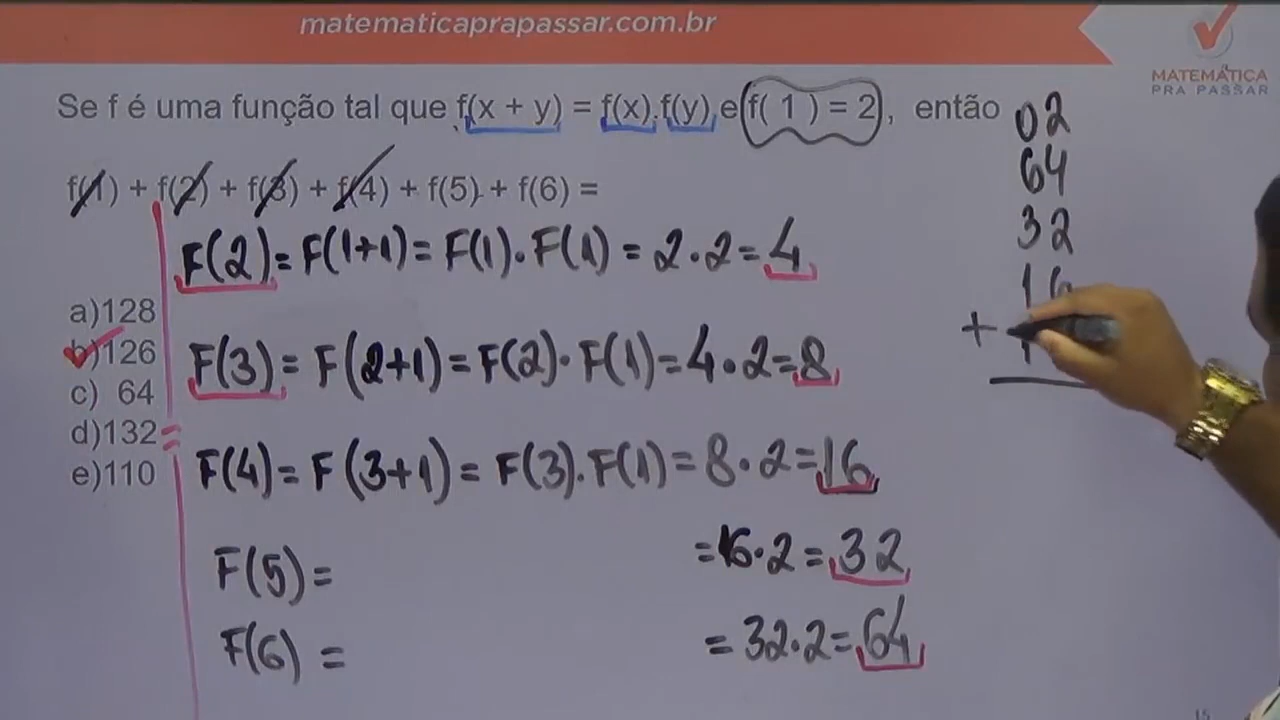 matematicaprapassar.com.br
MATEMÁTICA
PRA PASSAR
Se f é uma função tal que f(x + y) = f(x).f(y) e f( 1 ) = 2 , então
f(1) + f(2) + f(3) + f(4) + f(5) + f(6) =
F(2) = F(1+1) = F(1) · F(1) = 2 · 2 = 4
a)128
b)126
c) 64
d)132
e)110
F(3) = F(2+1) = F(2) · F(1) = 4 · 2 = 8
F(4) = F(3+1) = F(3) . F(1) = 8 · 2 = 16
F(5) = = 16 · 2 = 32
F(6) = = 32 · 2 = 64
02
64
32
16
+